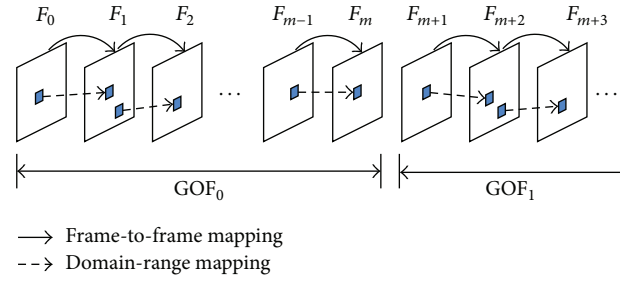 F0 F1 F2 Fm−1 Fm Fm+1 Fm+2 Fm+3
··· ···
GOF0 GOF1
Frame-to-frame mapping
Domain-range mapping